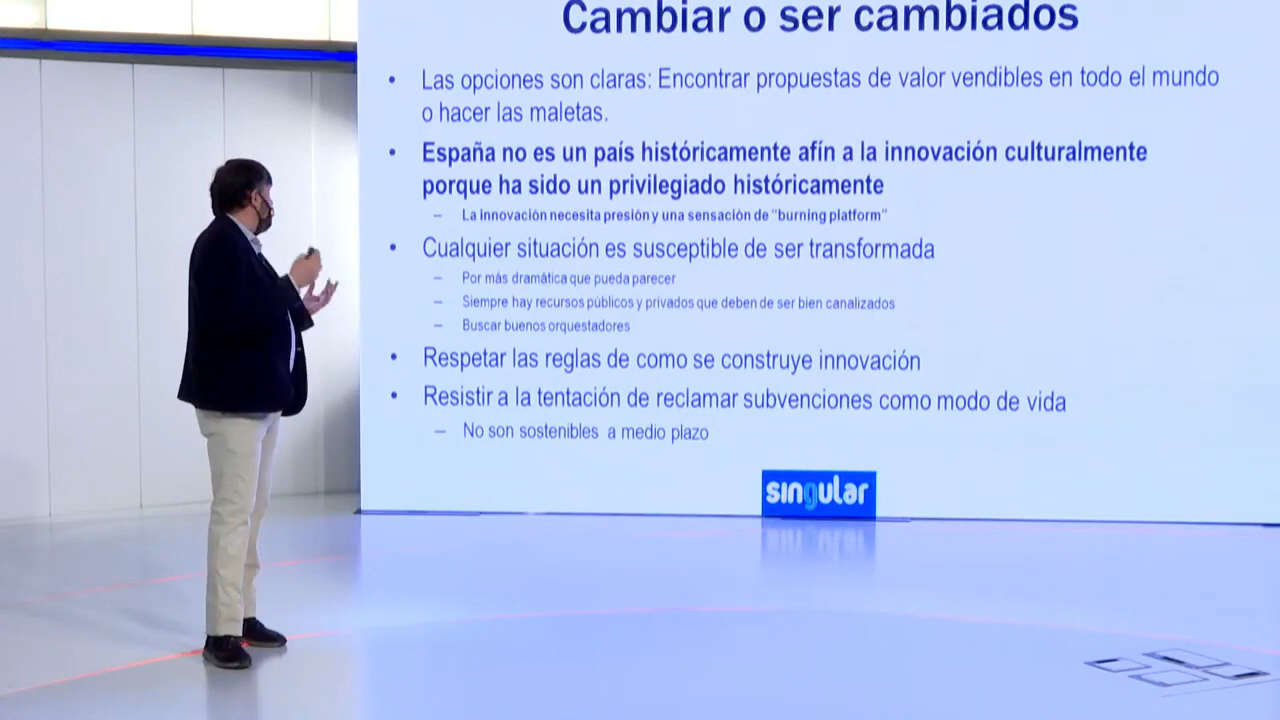 Cambiar o ser cambiados
• Las opciones son claras: Encontrar propuestas de valor vendibles en todo el mundo
o hacer las maletas.
• España no es un país históricamente afín a la innovación culturalmente
porque ha sido un privilegiado históricamente
– La innovación necesita presión y una sensación de "burning platform"
• Cualquier situación es susceptible de ser transformada
– Por más dramática que pueda parecer
– Siempre hay recursos públicos y privados que deben de ser bien canalizados
– Buscar buenos orquestadores
• Respetar las reglas de como se construye innovación
• Resistir a la tentación de reclamar subvenciones como modo de vida
– No son sostenibles a medio plazo
singular